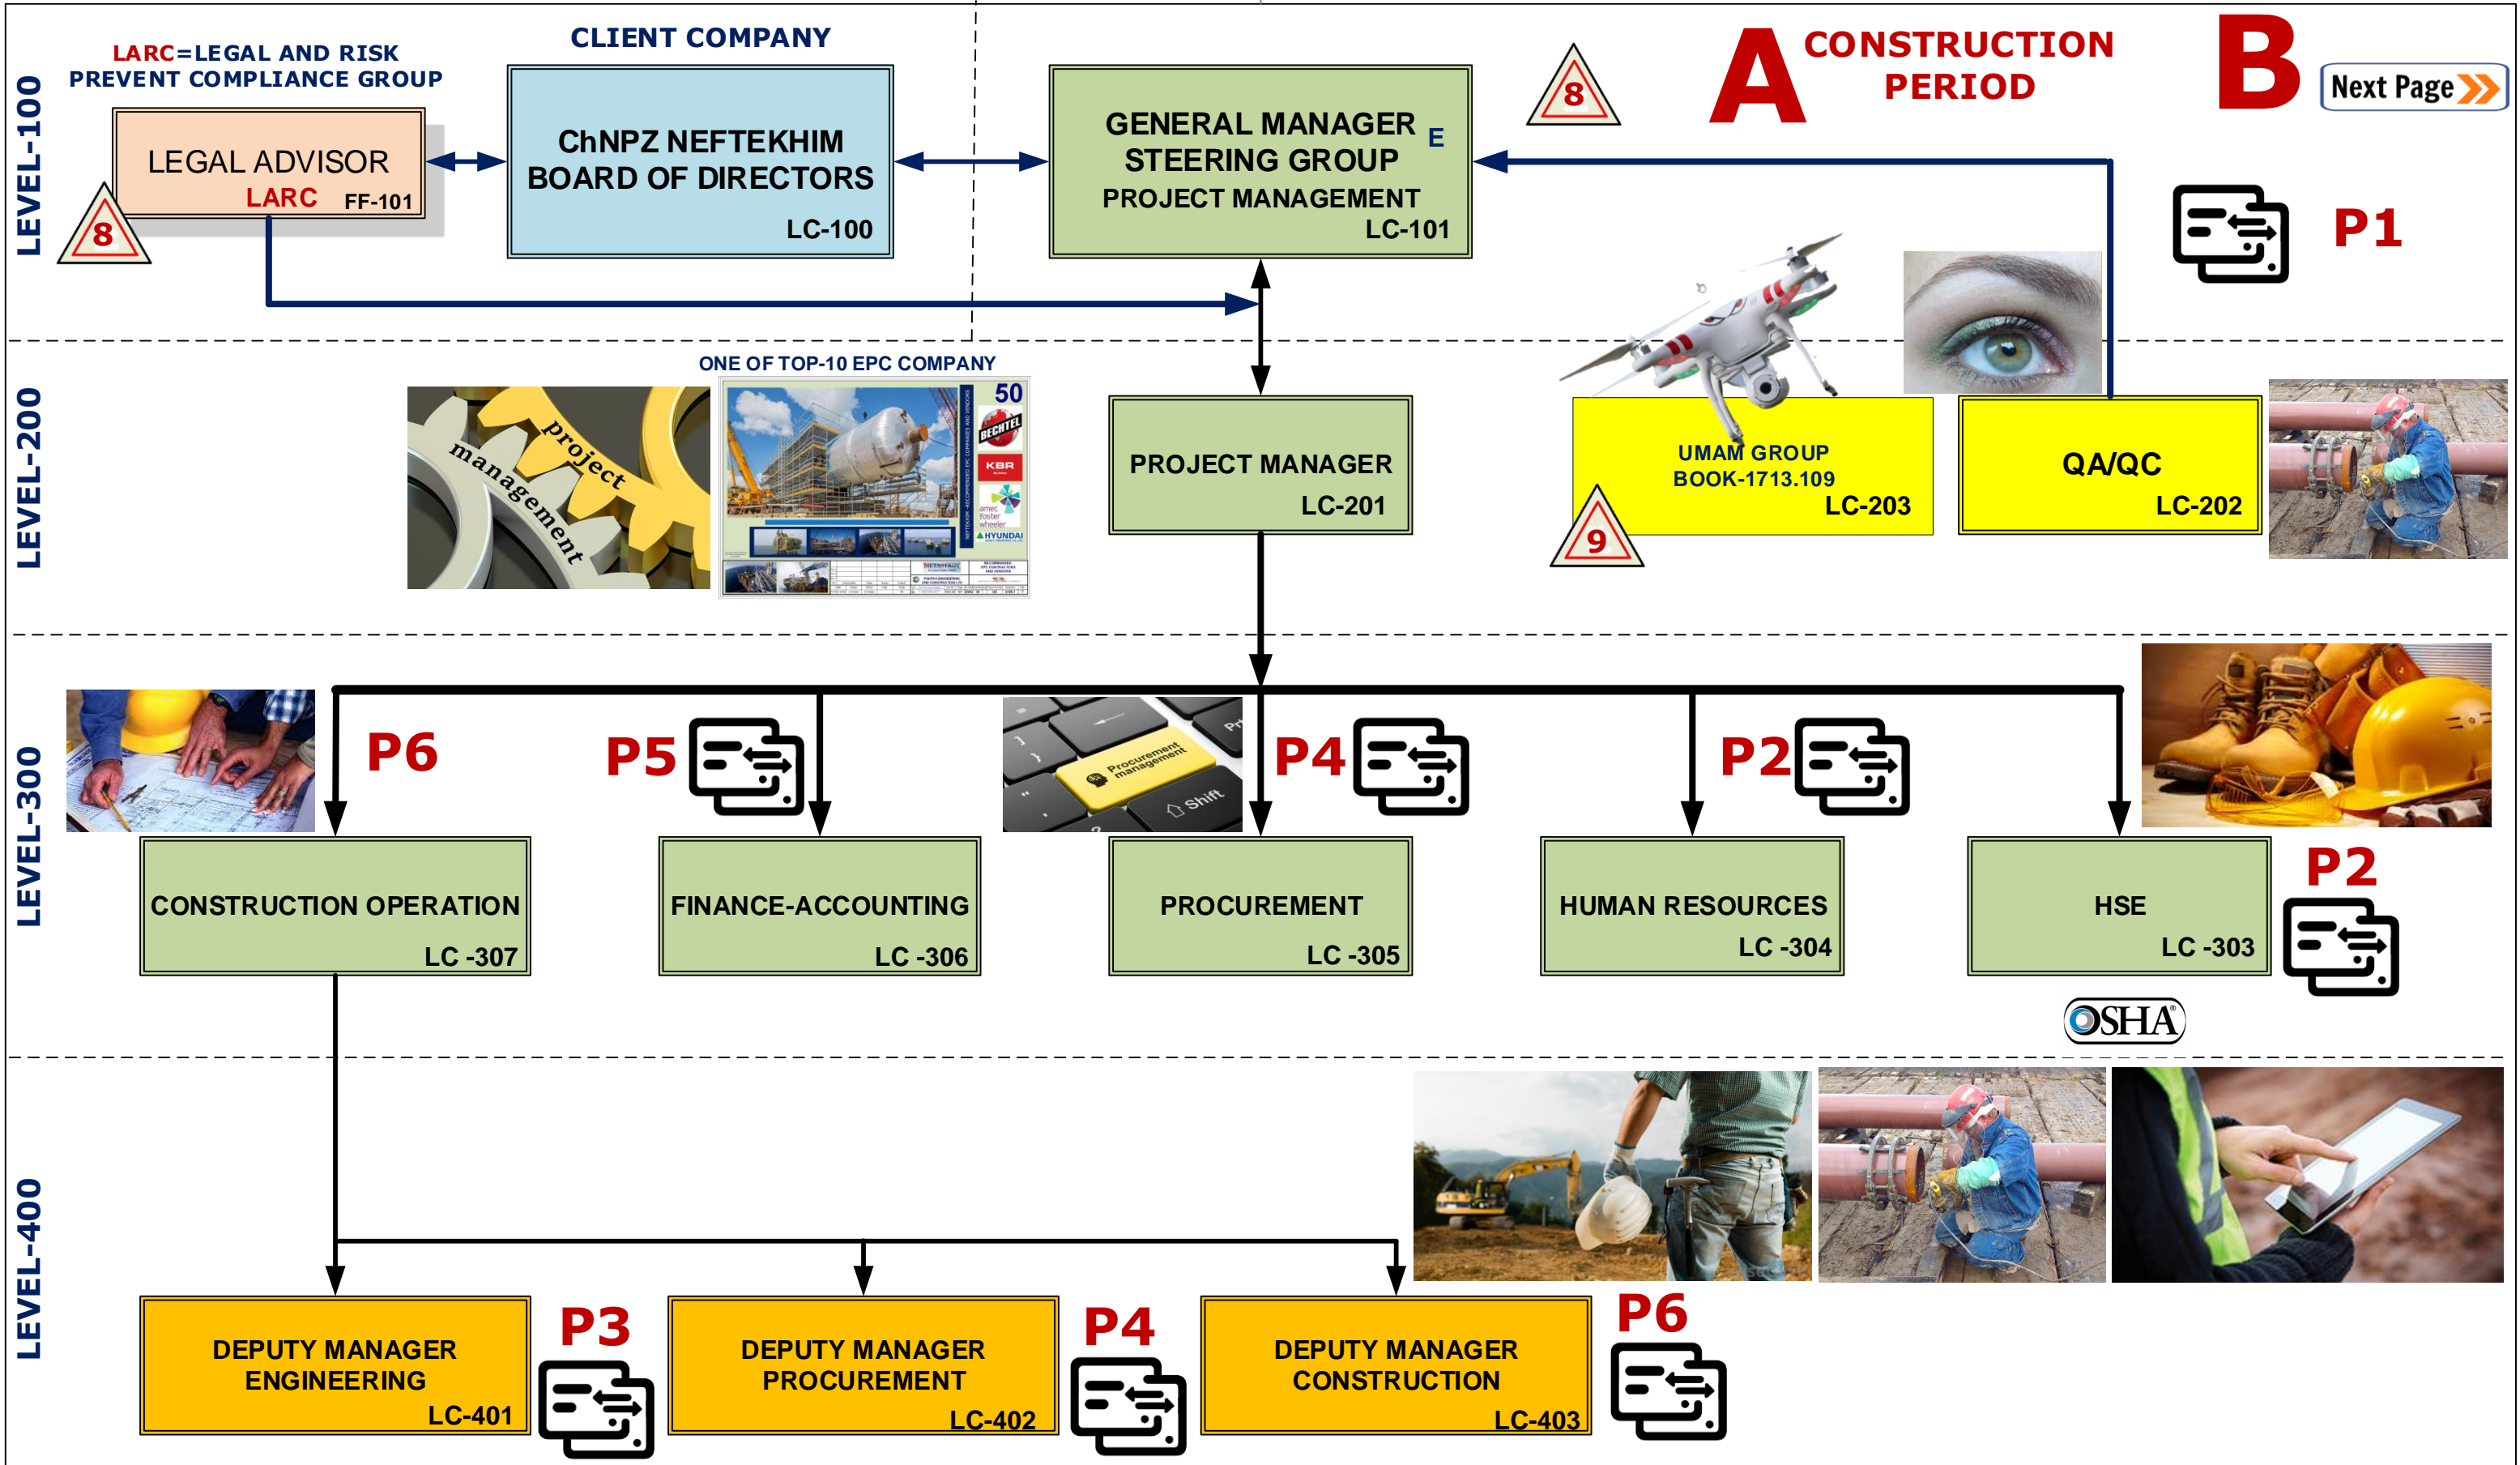 CLIENT COMPANY
LARC=LEGAL AND RISK
PREVENT COMPLIANCE GROUP
LEVEL-100
LEGAL ADVISOR
LARC FF-101
8
ChNPZ NEFTEKHIM
BOARD OF DIRECTORS
LC-100
GENERAL MANAGER
STEERING GROUP
E
PROJECT MANAGEMENT
LC-101
8
A
CONSTRUCTION
PERIOD
B
Next Page
P1
LEVEL-200
project
management
ONE OF TOP-10 EPC COMPANY
50
BECHTEL
KBR
amec
foster
wheeler
HYUNDAI
PROJECT MANAGER
LC-201
UMAM GROUP
BOOK-1713.109
LC-203
9
QA/QC
LC-202
LEVEL-300
P6
P5
Procurement
management
Shift
P4
P2
CONSTRUCTION OPERATION
LC -307
FINANCE-ACCOUNTING
LC -306
PROCUREMENT
LC -305
HUMAN RESOURCES
LC -304
HSE
LC -303
P2
OSHA
LEVEL-400
DEPUTY MANAGER
ENGINEERING
LC-401
P3
DEPUTY MANAGER
PROCUREMENT
LC-402
P4
DEPUTY MANAGER
CONSTRUCTION
LC-403
P6